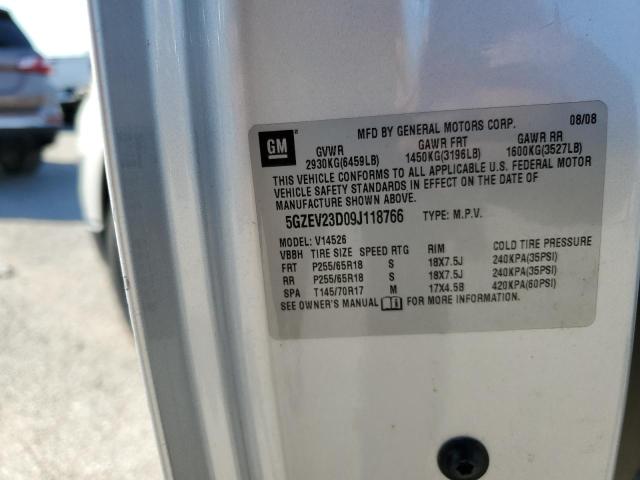 MFD BY GENERAL MOTORS CORP. 08/08
GM GVWR GAWR FRT GAWR RR
2930KG(6459LB) 1450KG(3196LB) 1600KG(3527LB)
THIS VEHICLE CONFORMS TO ALL APPLICABLE U.S. FEDERAL MOTOR
VEHICLE SAFETY STANDARDS IN EFFECT ON THE DATE OF
MANUFACTURE SHOWN ABOVE.
5GZEV23D09J118766 TYPE: M.P.V.
MODEL: V14526
VBBH TIRE SIZE SPEED RTG RIM COLD TIRE PRESSURE
FRT P255/65R18 S 18X7.5J 240KPA(35PSI)
RR P255/65R18 S 18X7.5J 240KPA(35PSI)
SPA T145/70R17 M 17X4.5B 420KPA(60PSI)
SEE OWNER'S MANUAL FOR MORE INFORMATION.